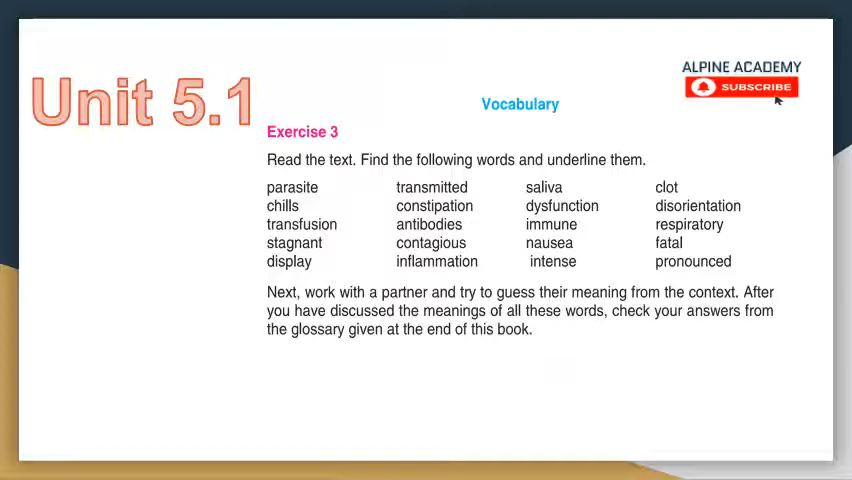 Unit 5.1
ALPINE ACADEMY
SUBSCRIBE
Vocabulary
Exercise 3
Read the text. Find the following words and underline them.
parasite transmitted saliva clot
chills constipation dysfunction disorientation
transfusion antibodies immune respiratory
stagnant contagious nausea fatal
display inflammation intense pronounced
Next, work with a partner and try to guess their meaning from the context. After
you have discussed the meanings of all these words, check your answers from
the glossary given at the end of this book.